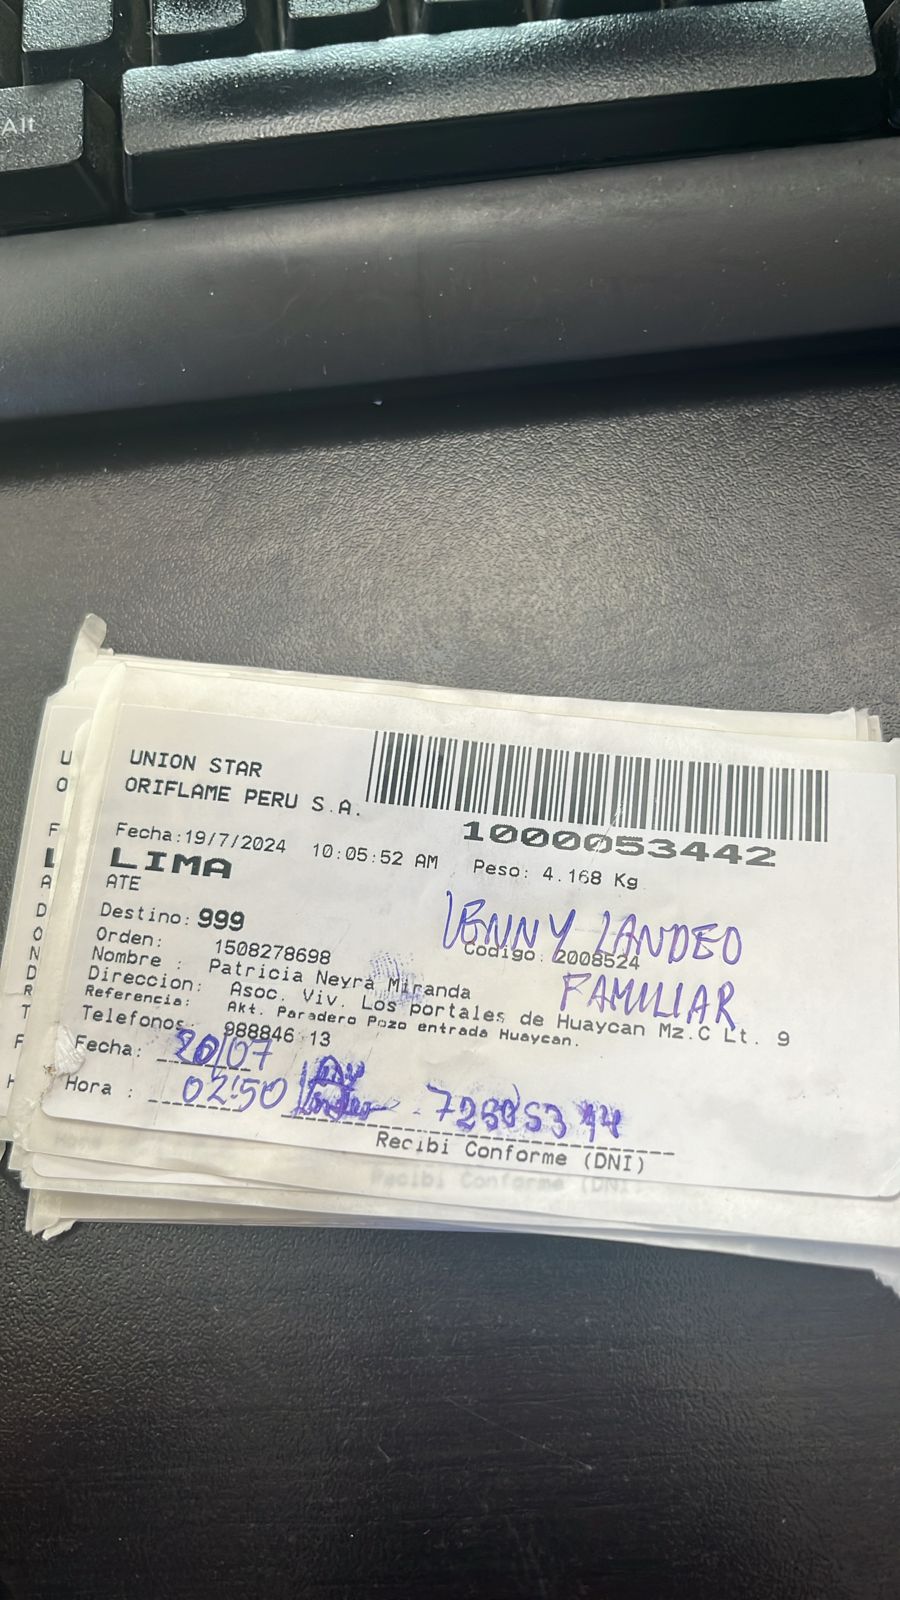 Alt
UNION STAR
ORIFLAME PERU S.A.
1000053442
Fecha:19/7/2024 10:05:52 AM Peso: 4.168 Kg
LIMA
ATE
Destino: 999
LENNY LANDEO
Orden: 1508278698 Codigo: 2008524
FAMILIAR
Nombre : Patricia Neyra Miranda
Direccion: Asoc. Viv. Los portales de Huaycan Mz.C Lt. 9
Referencia: Akt. Paradero Pozo entrada Huaycan.
Telefonos 988846 13
Fecha: 20/07
Hora : 02:50
Recibi Conforme (DNI)